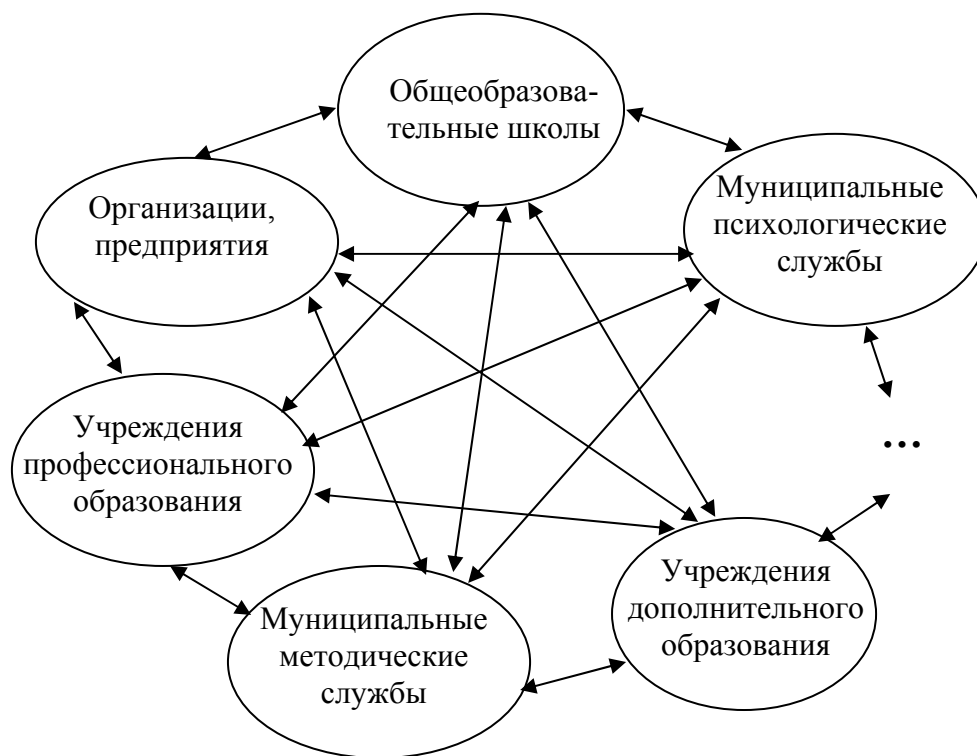 Общеобразова-
тельные школы
Муниципальные
психологические
службы
Организации,
предприятия
Учреждения
профессионального
образования
...
Учреждения
дополнительного
образования
Муниципальные
методические
службы